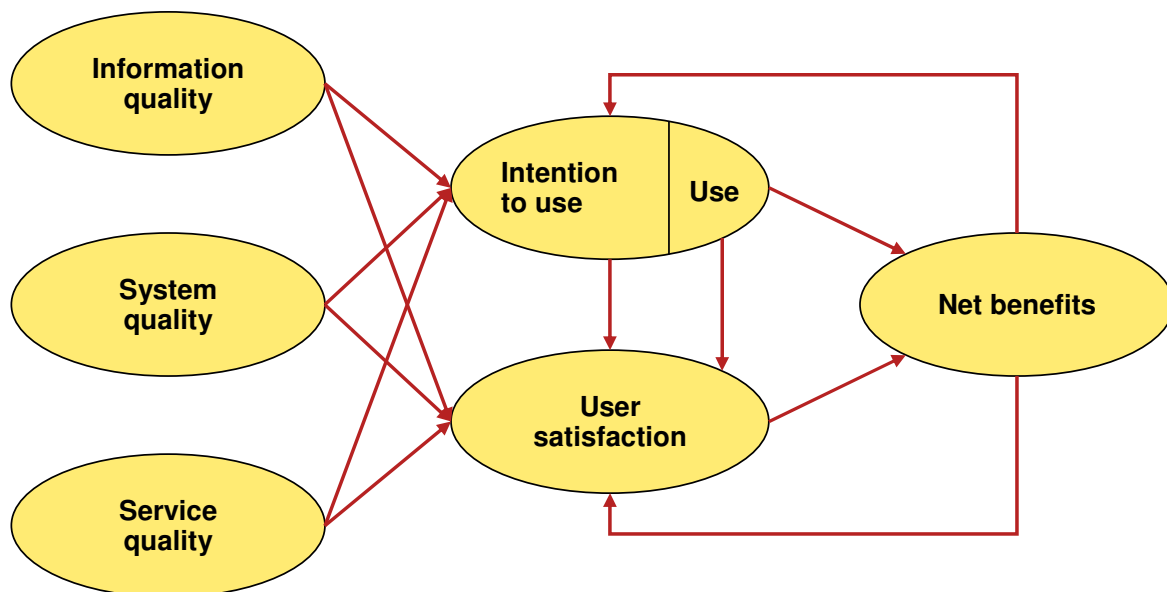 Information
quality
System
quality
Service
quality
Intention
to use
Use
User
satisfaction
Net benefits